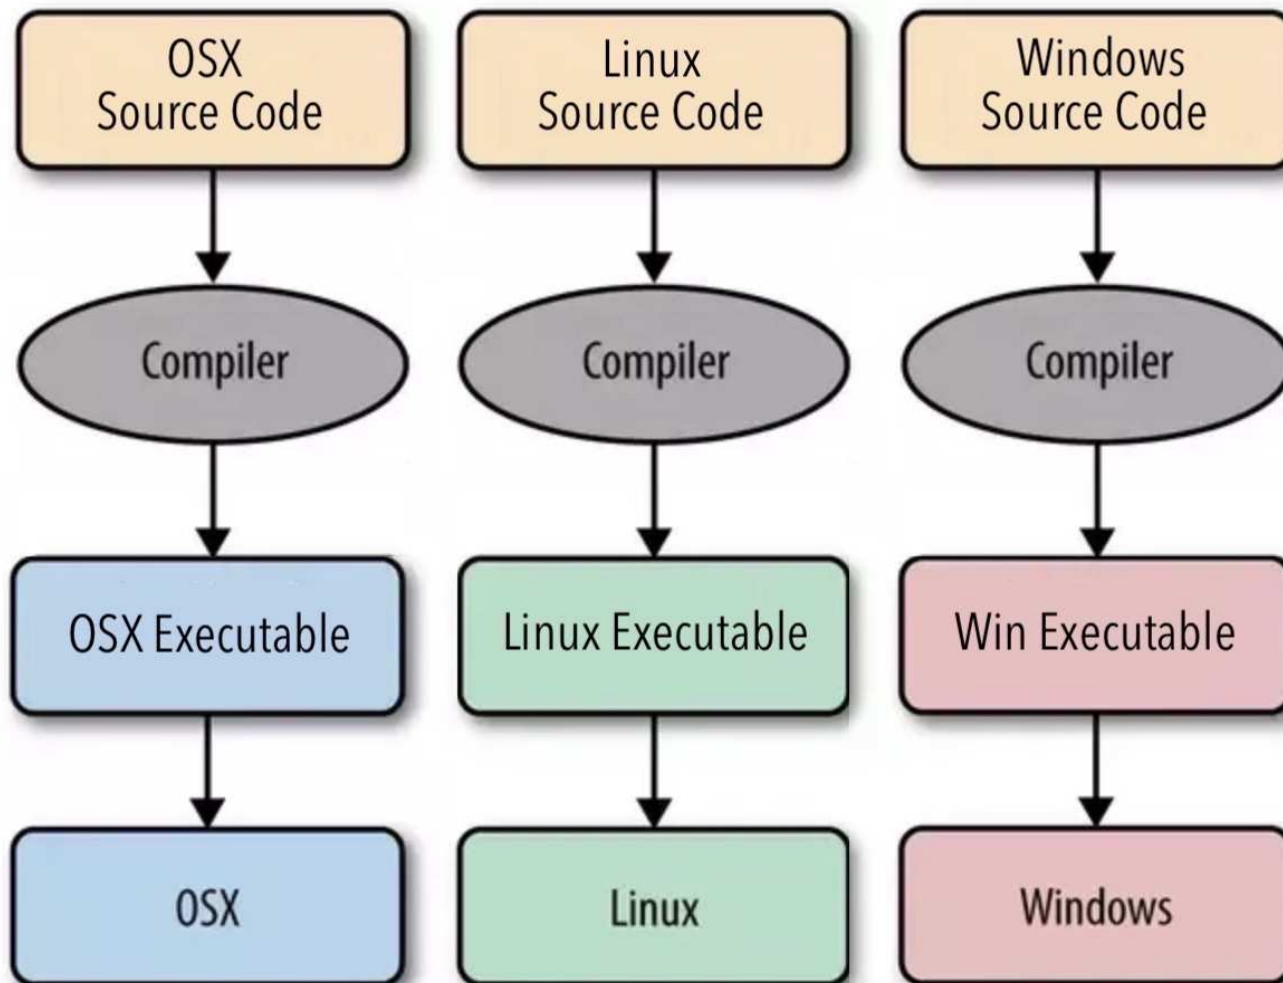 OSX
Source Code
Linux
Source Code
Windows
Source Code
Compiler
Compiler
Compiler
OSX Executable
Linux Executable
Win Executable
OSX
Linux
Windows